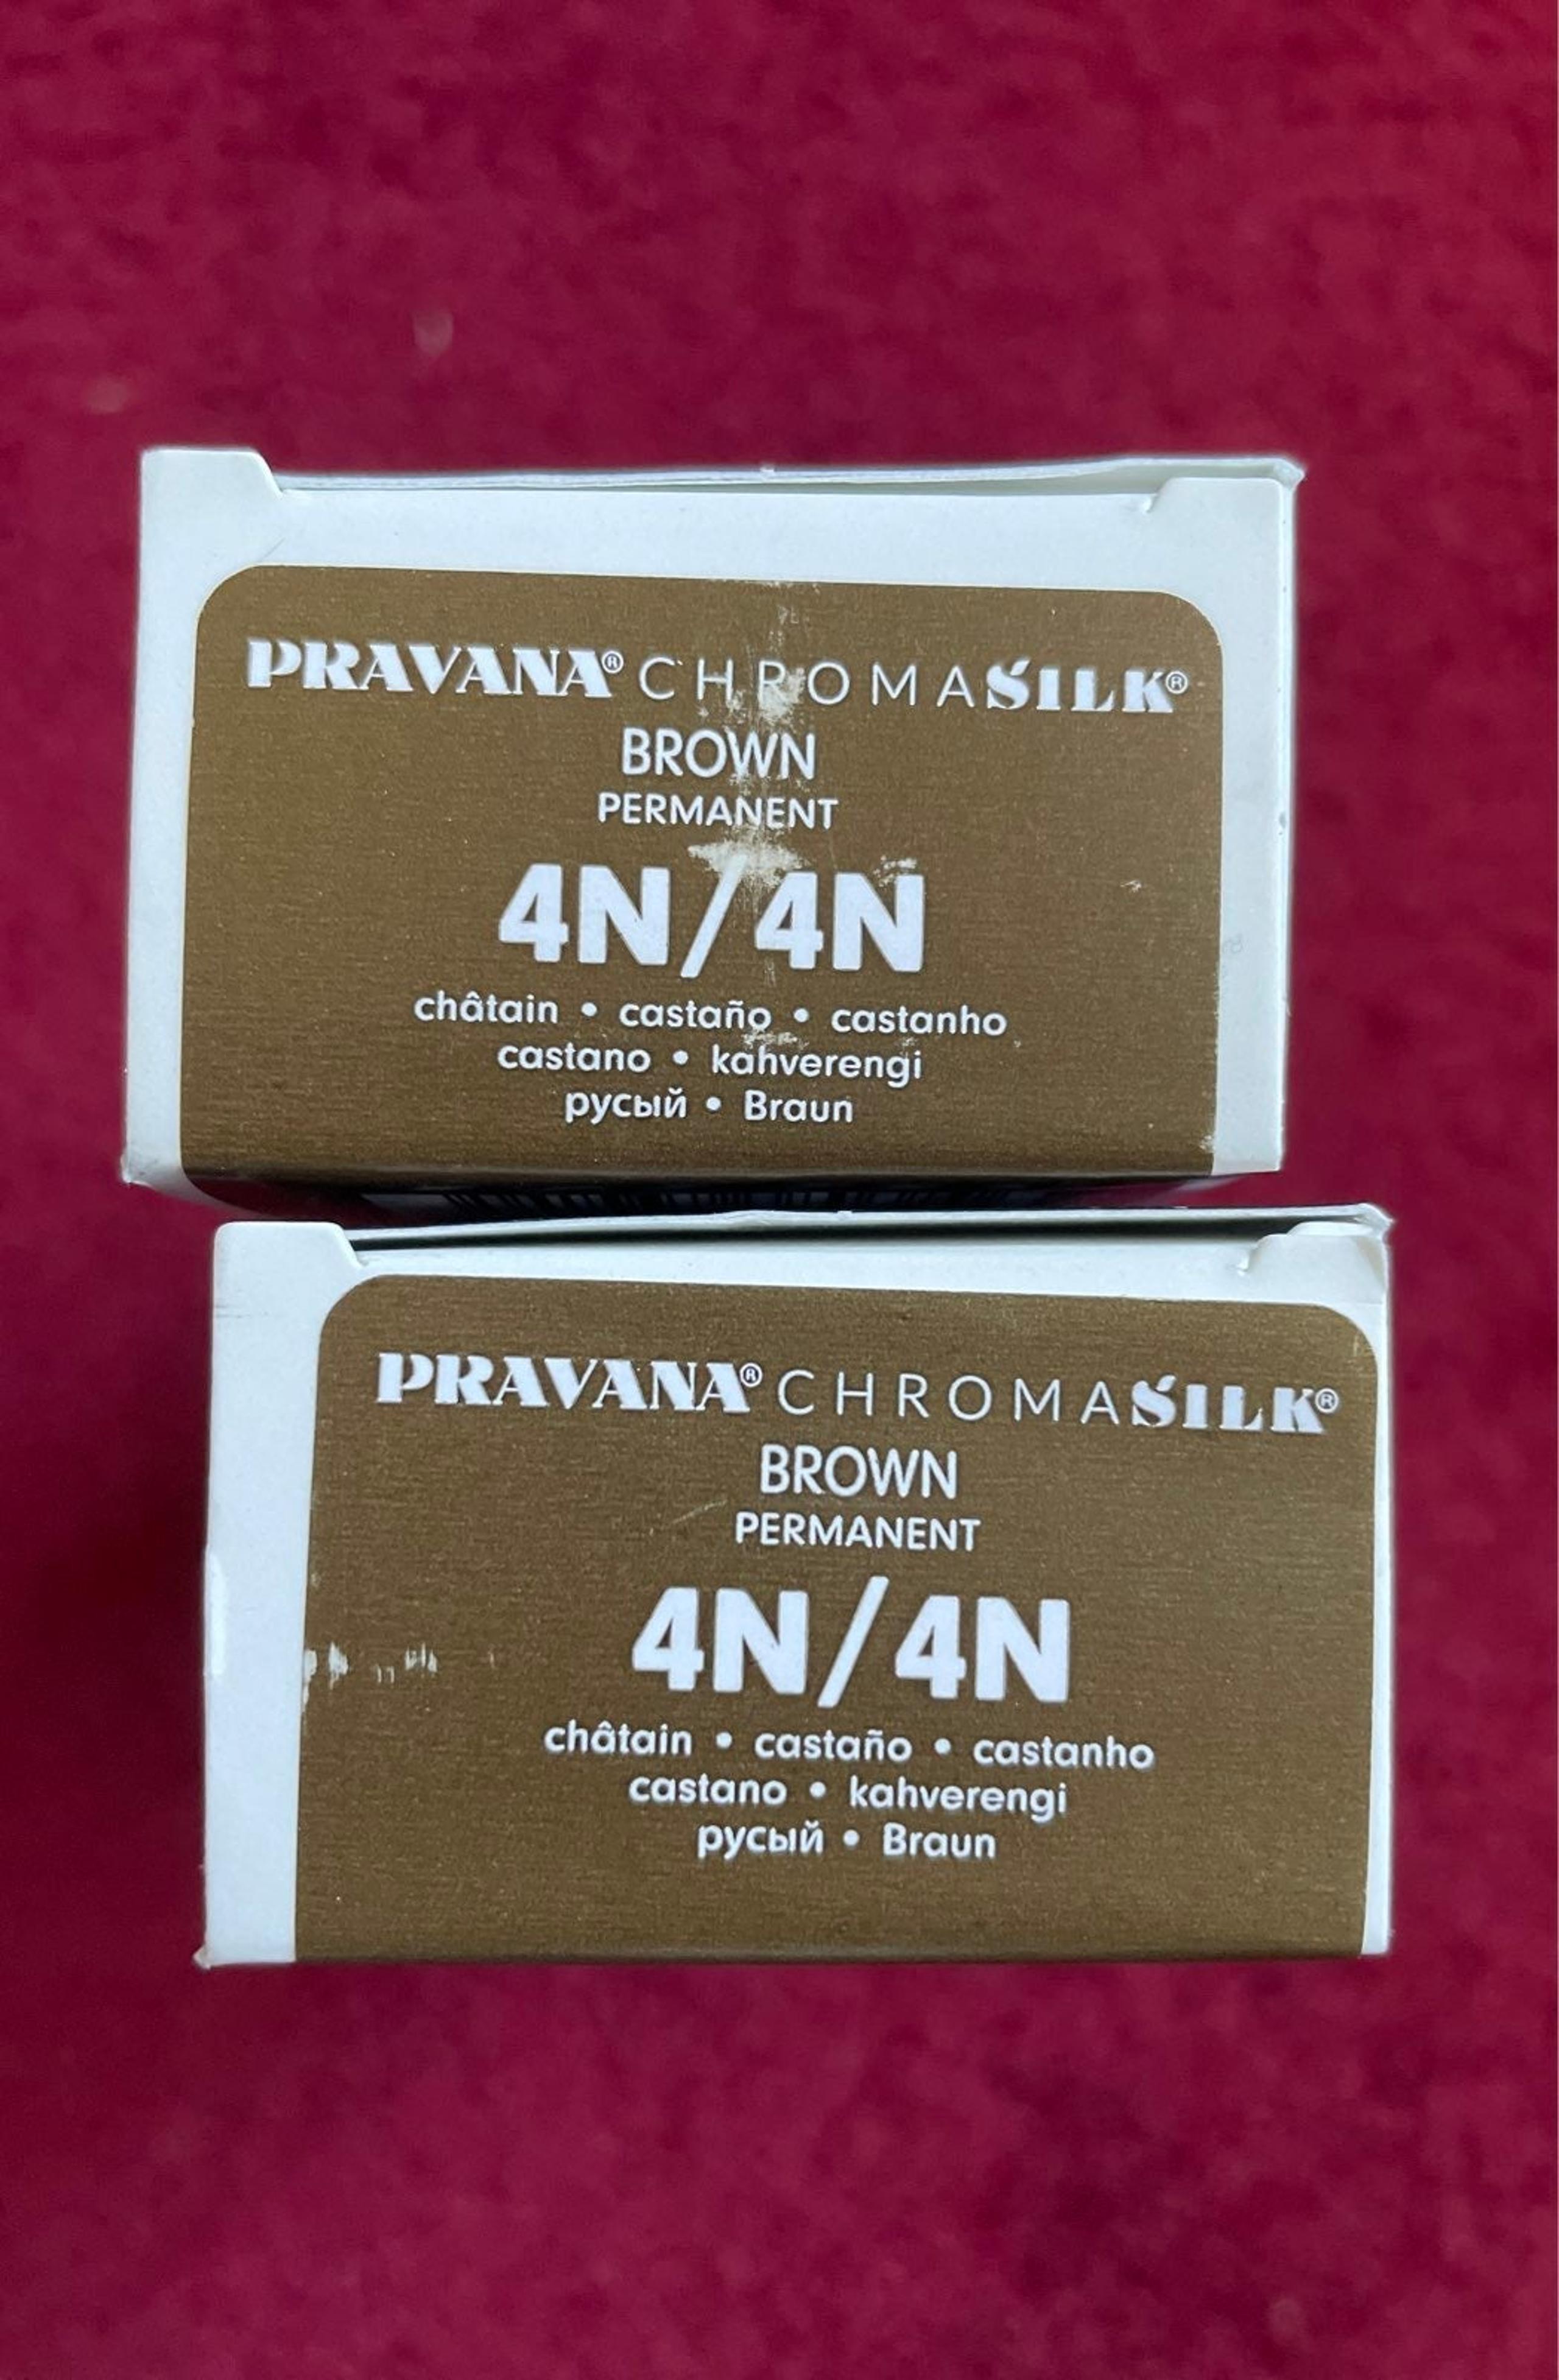 PRAVANA® CHROMASILK®
BROWN
PERMANENT
4N/4N
châtain • castaño • castanho
castano • kahverengi
русый • Braun
PRAVANA® CHROMASILK®
BROWN
PERMANENT
4N/4N
châtain • castaño • castanho
castano • kahverengi
русый • Braun